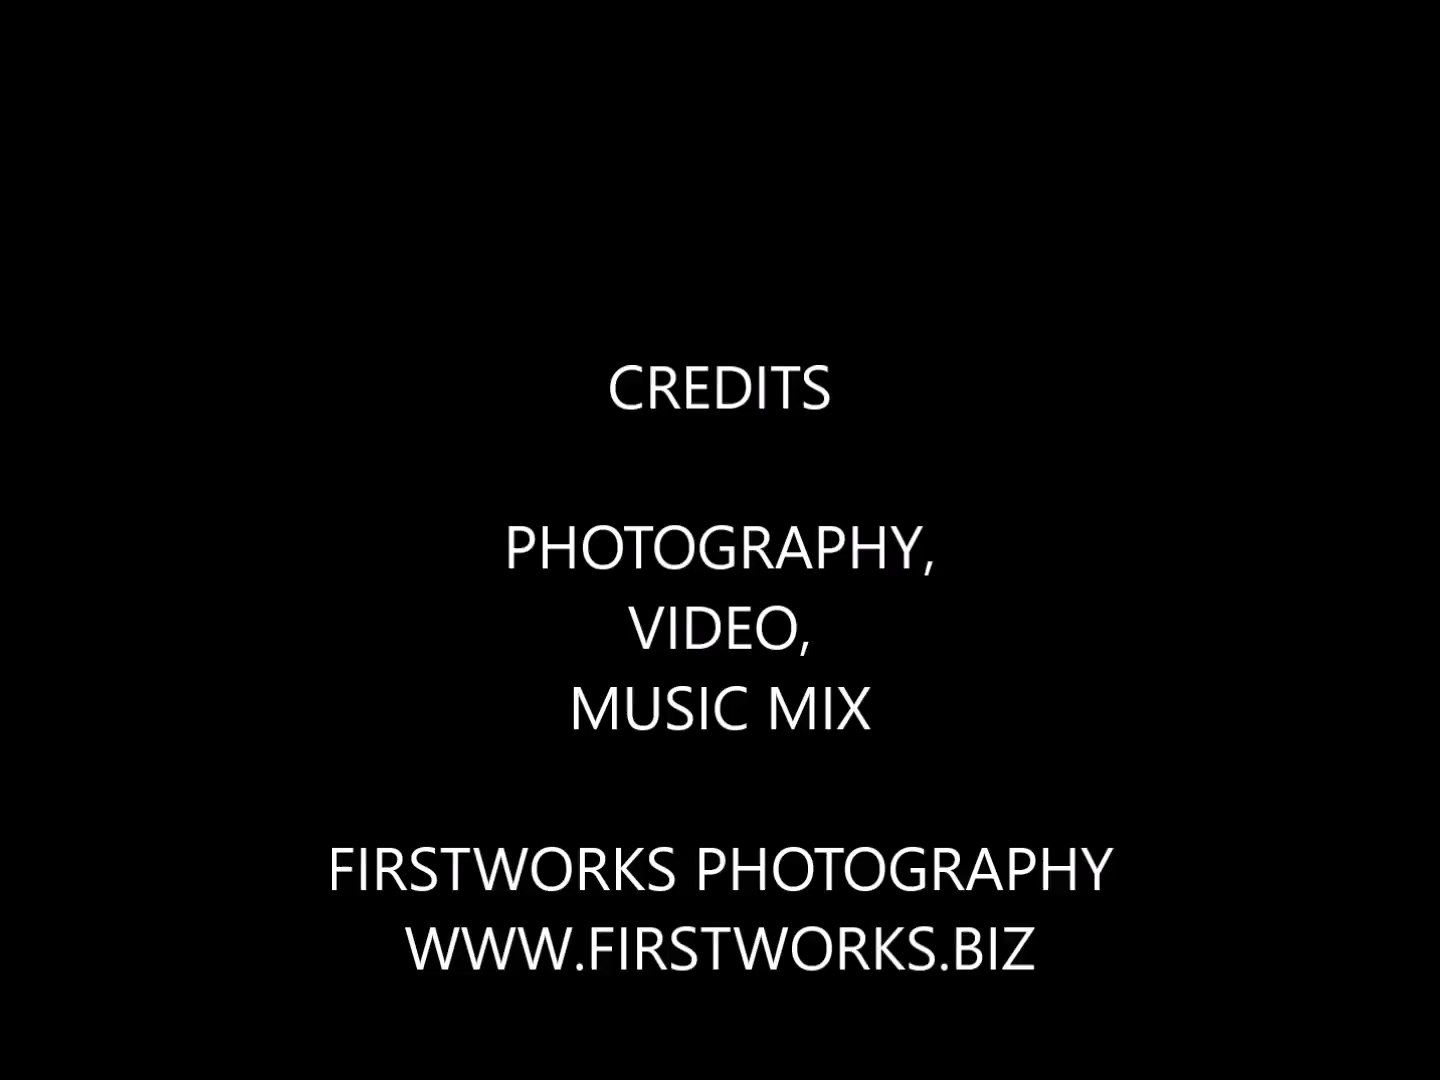 CREDITS
PHOTOGRAPHY,
VIDEO,
MUSIC MIX
FIRSTWORKS PHOTOGRAPHY
WWW.FIRSTWORKS.BIZ